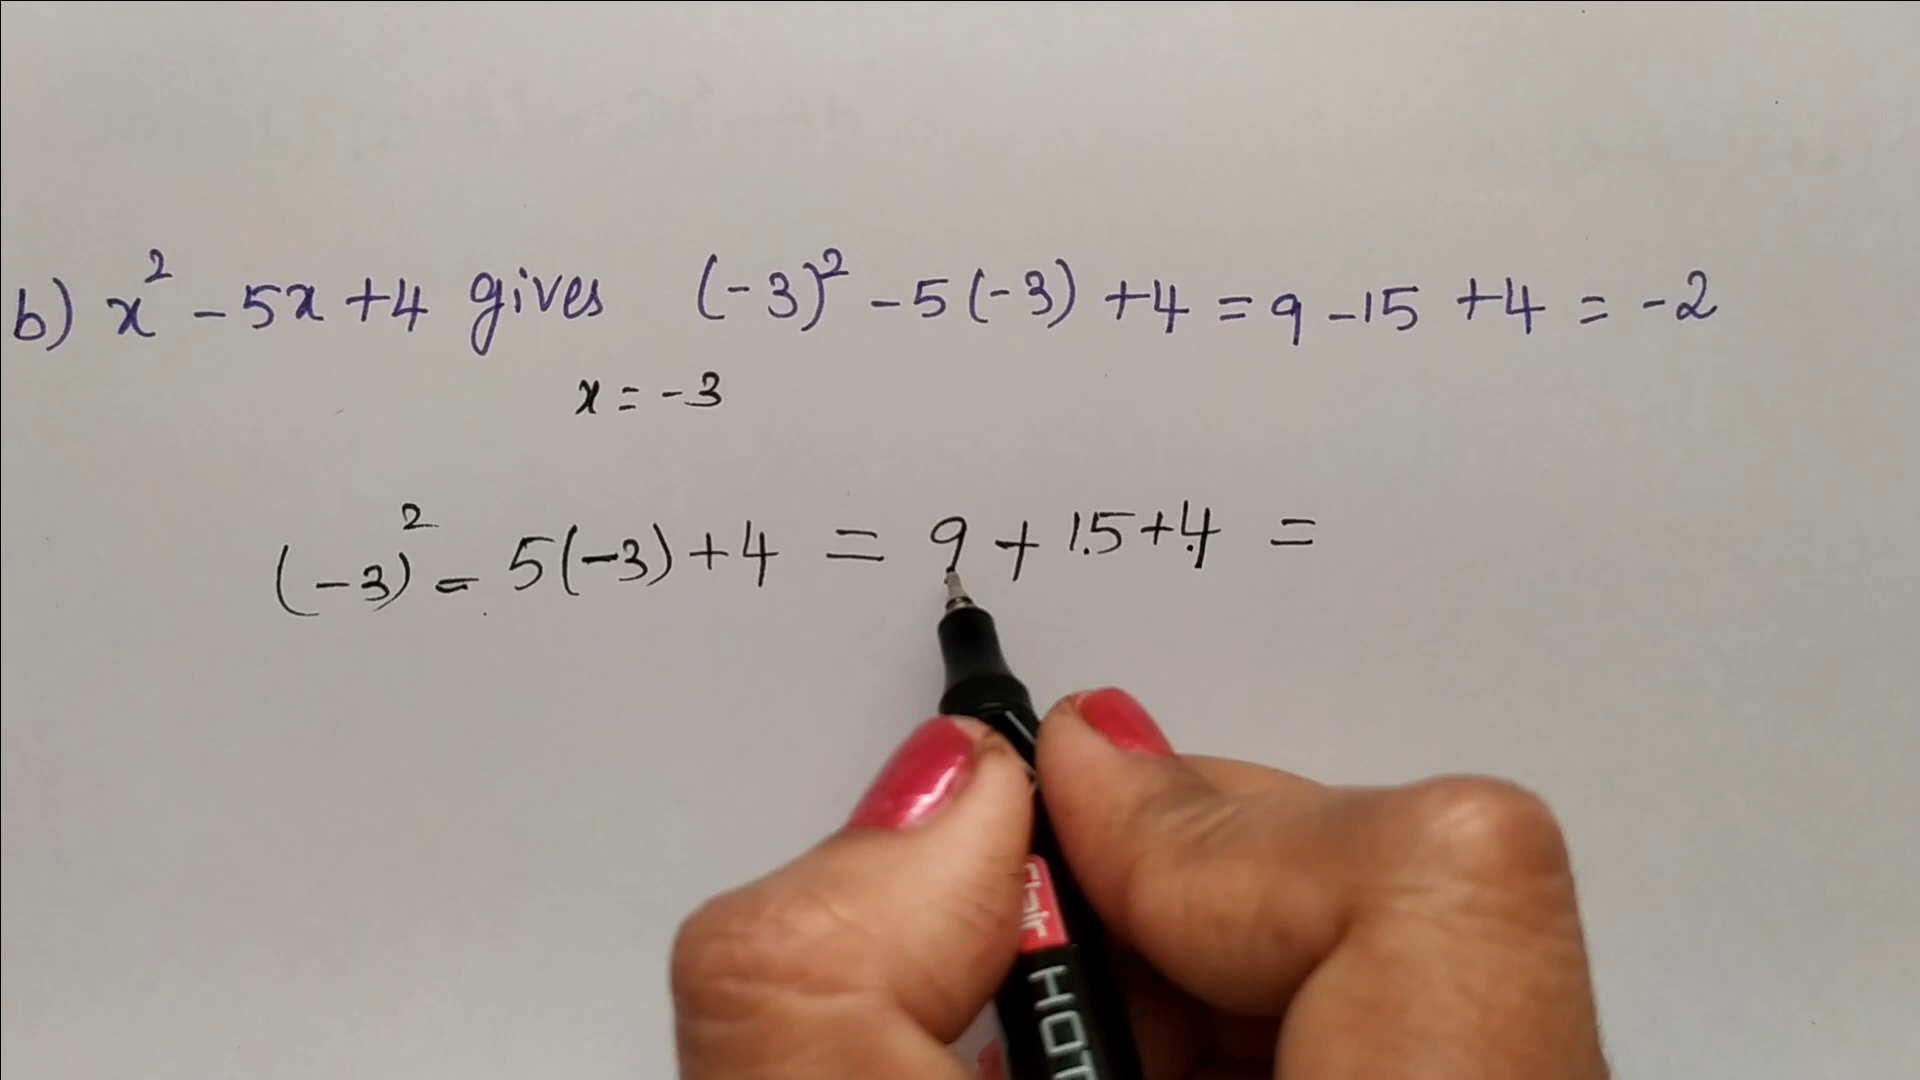 b) x² - 5x + 4 gives (-3)² - 5(-3) + 4 = 9 - 15 + 4 = -2
x = -3
(-3)² - 5(-3) + 4 = 9 + 15 + 4 =
HOT